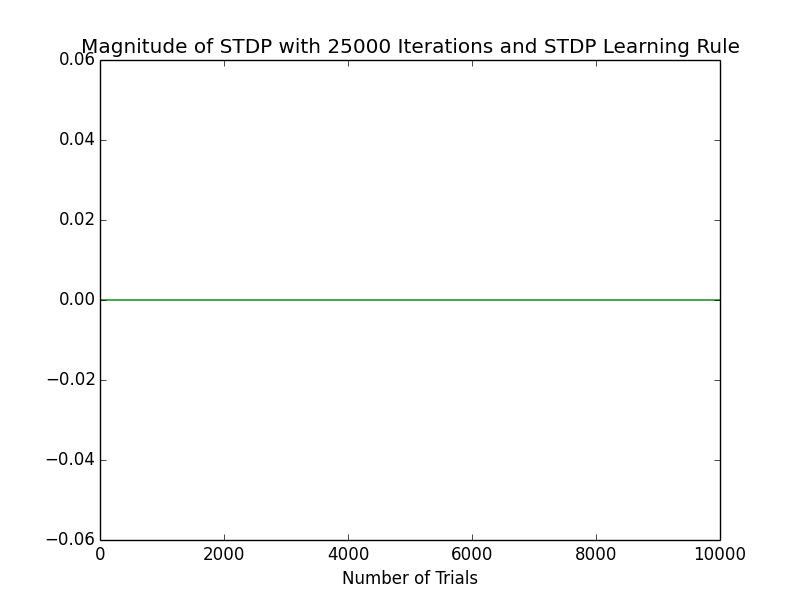 Magnitude of STDP with 25000 Iterations and STDP Learning Rule
0.06
0.04
0.02
0.00
−0.02
−0.04
−0.06
0 2000 4000 6000 8000 10000
Number of Trials